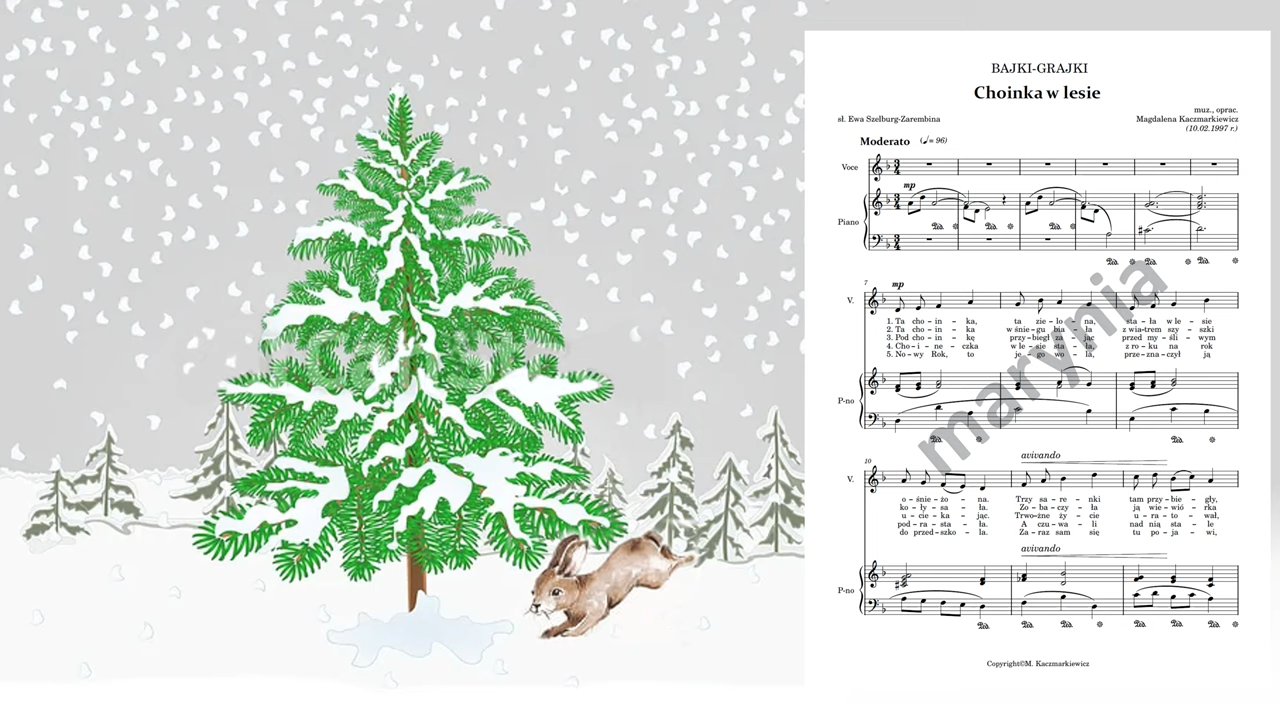 BAJKI-GRAJKI
Choinka w lesie
sł. Ewa Szelburg-Zarembina
muz., oprac.
Magdalena Kaczmarkiewicz
(10.02.1997 r.)
Moderato (♩= 96)
Voce
mp
Piano
7
mp
V.
1. Ta cho – in – ka, ta zie – lo – na, sta – ła w le – sie
2. Ta cho – in – ka w śnie – gu bia – ła z wia – trem szy – szki
3. Pod cho – in – kę przy – biegł za – jąc przed my – śli – wym
4. Cho – i – ne – czka w le – sie sta – ła, z ro – ku na rok
5. No – wy Rok, to je – go wo – la, prze – zna – czył ją
P-no
marynia
10
avivando
V.
o – śnie – żo – na. Trzy sa – re – nki tam przy – bie – gły,
ko – ły – sa – ła. Zo – ba – czy – ła ją wie – wió – rka
u – cie – ka – jąc. Trwo – żne ży – cie u – ra – to – wał,
pod – ra – sta – ła. A czu – wa – li nad nią sta – le
do przed – szko – la. Za – raz sam się tu po – ja – wi,
avivando
P-no
Copyright©M. Kaczmarkiewicz